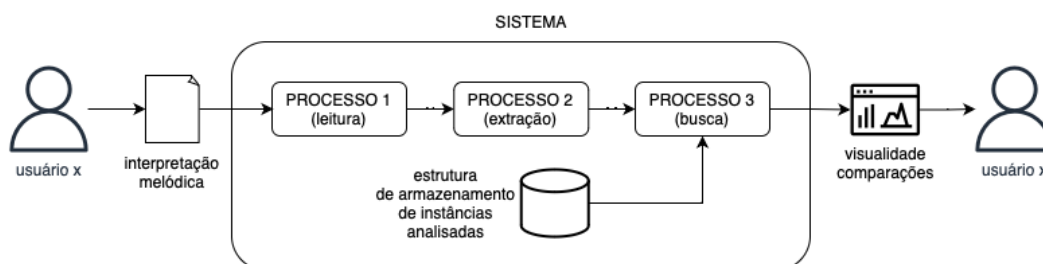 SISTEMA
PROCESSO 1
(leitura)
PROCESSO 2
(extração)
PROCESSO 3
(busca)
usuário x
interpretação
melódica
estrutura
de armazenamento
de instâncias
analisadas
visualidade
comparações
usuário x